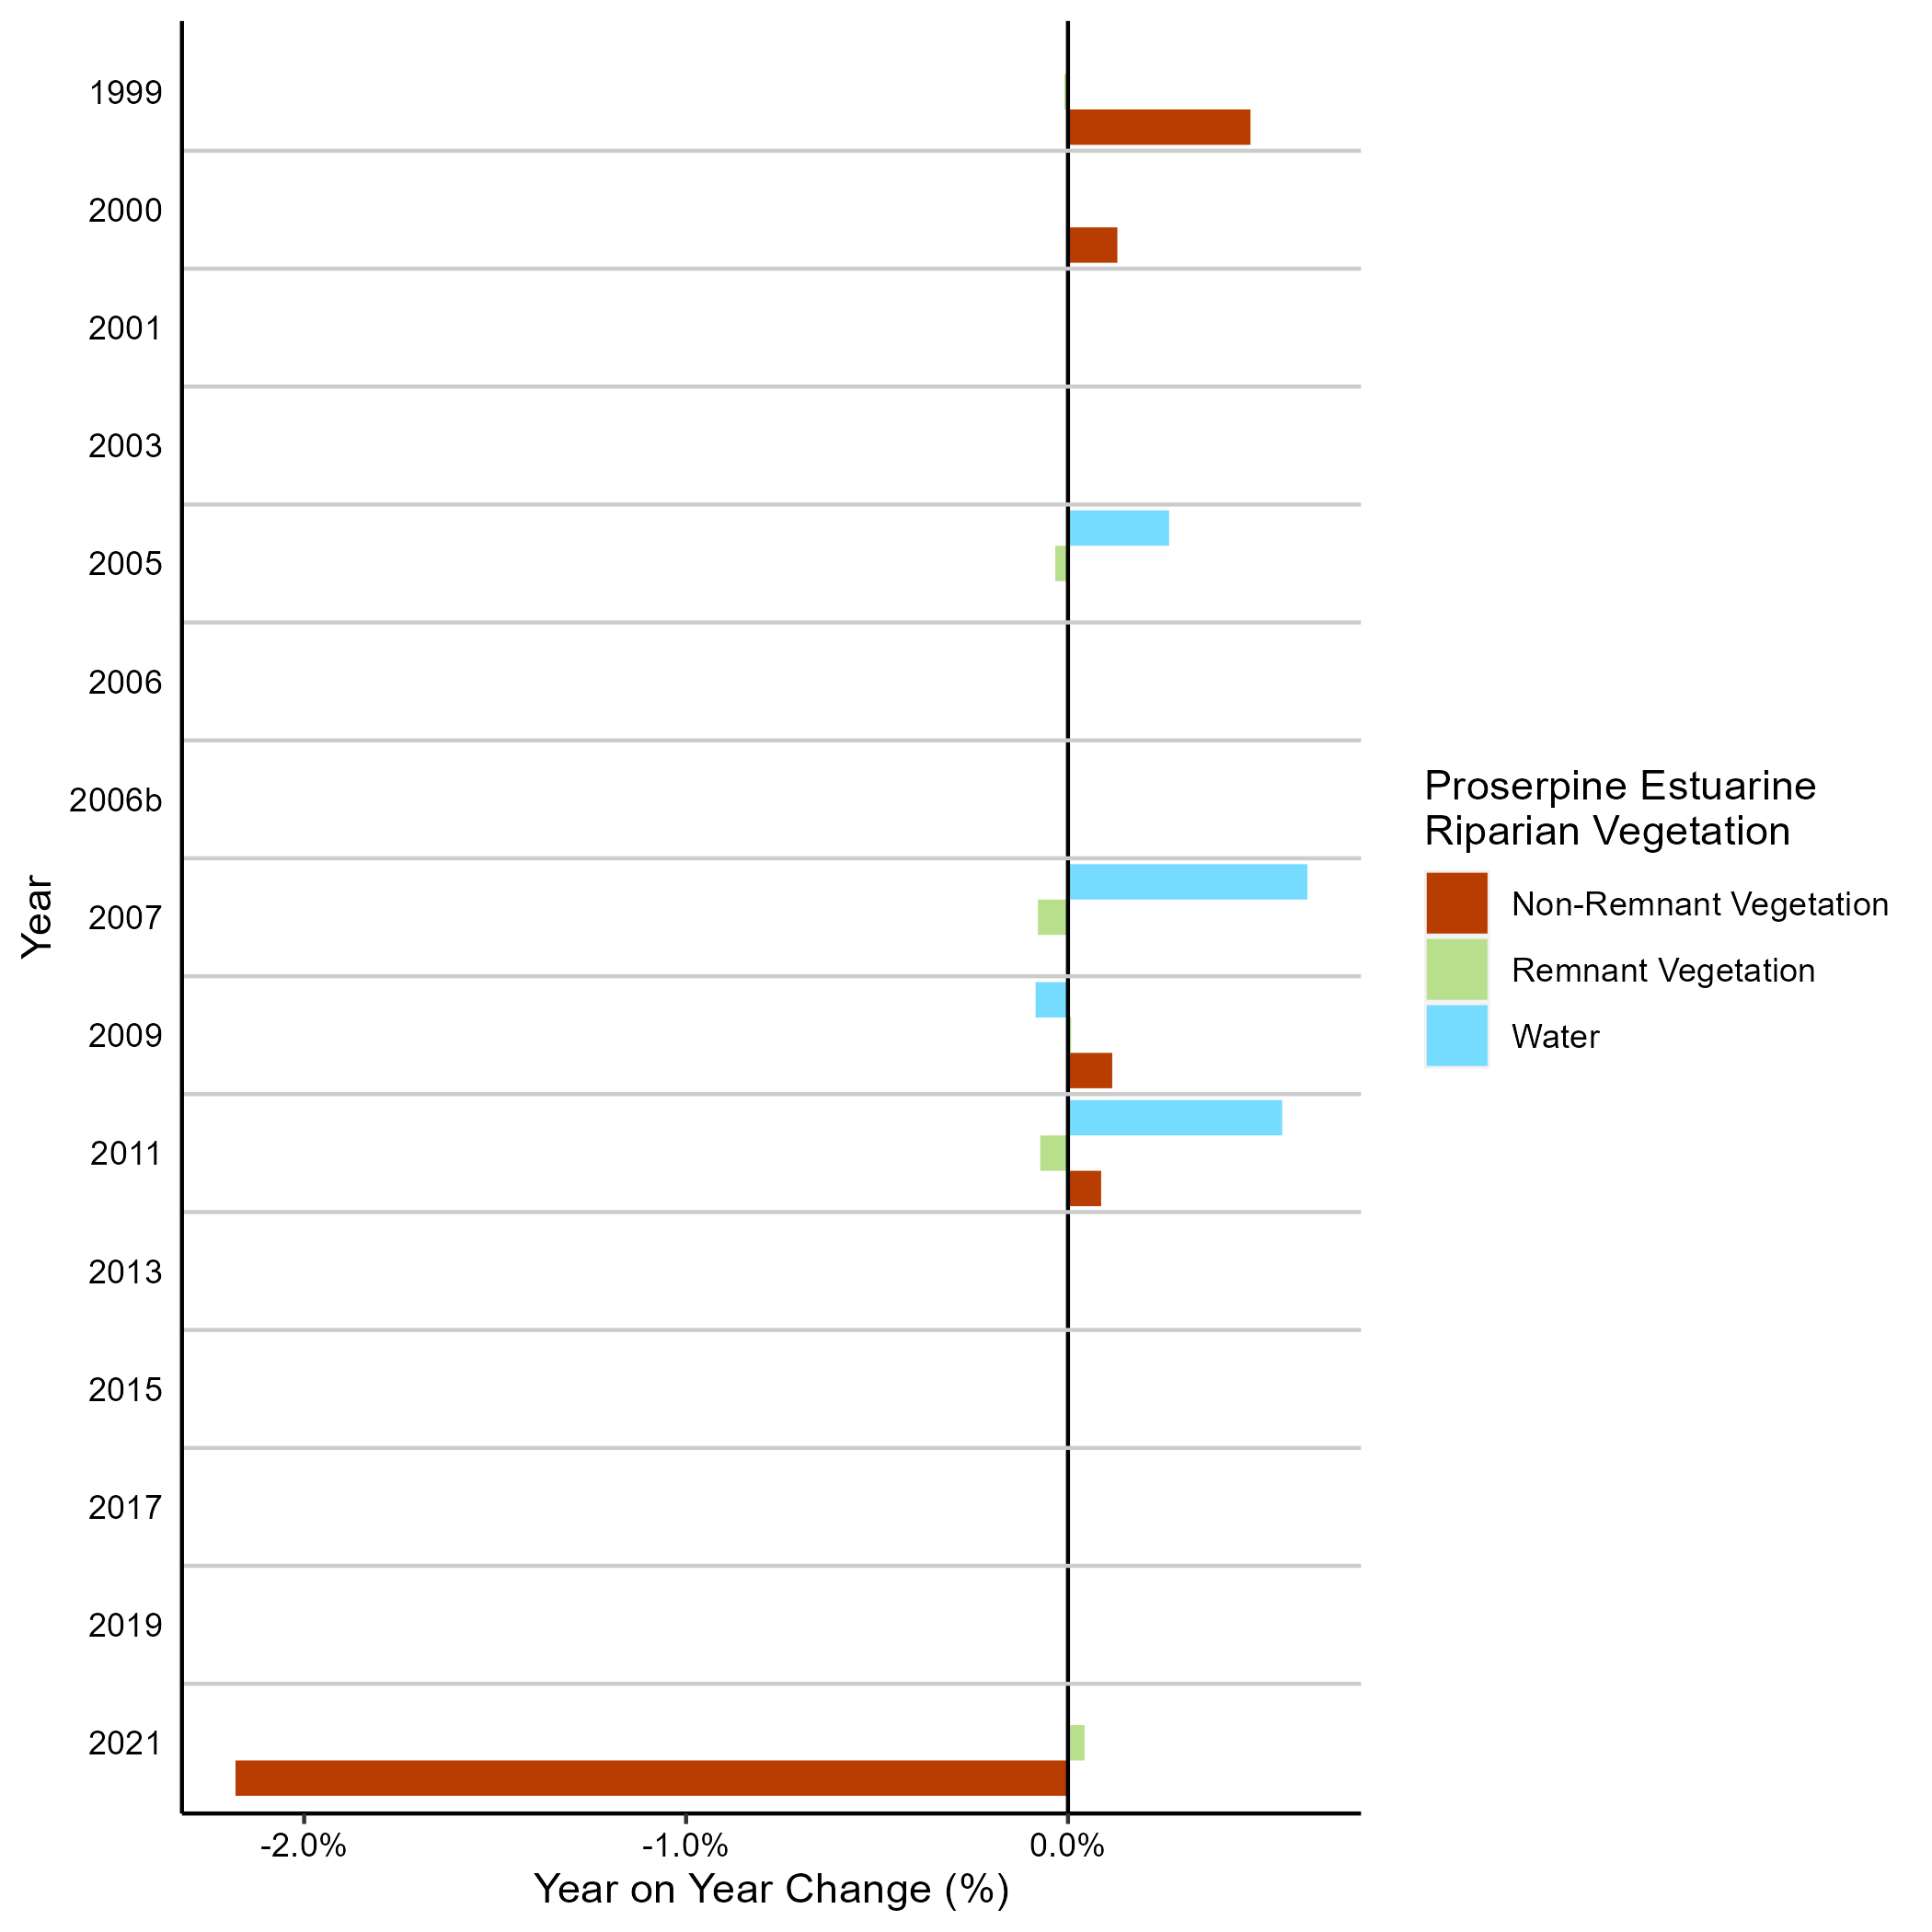 1999
2000
2001
2003
2005
2006
2006b
2007
2009
2011
2013
2015
2017
2019
2021
Year
-2.0%
-1.0%
0.0%
Year on Year Change (%)
Proserpine Estuarine
Riparian Vegetation
Non-Remnant Vegetation
Remnant Vegetation
Water